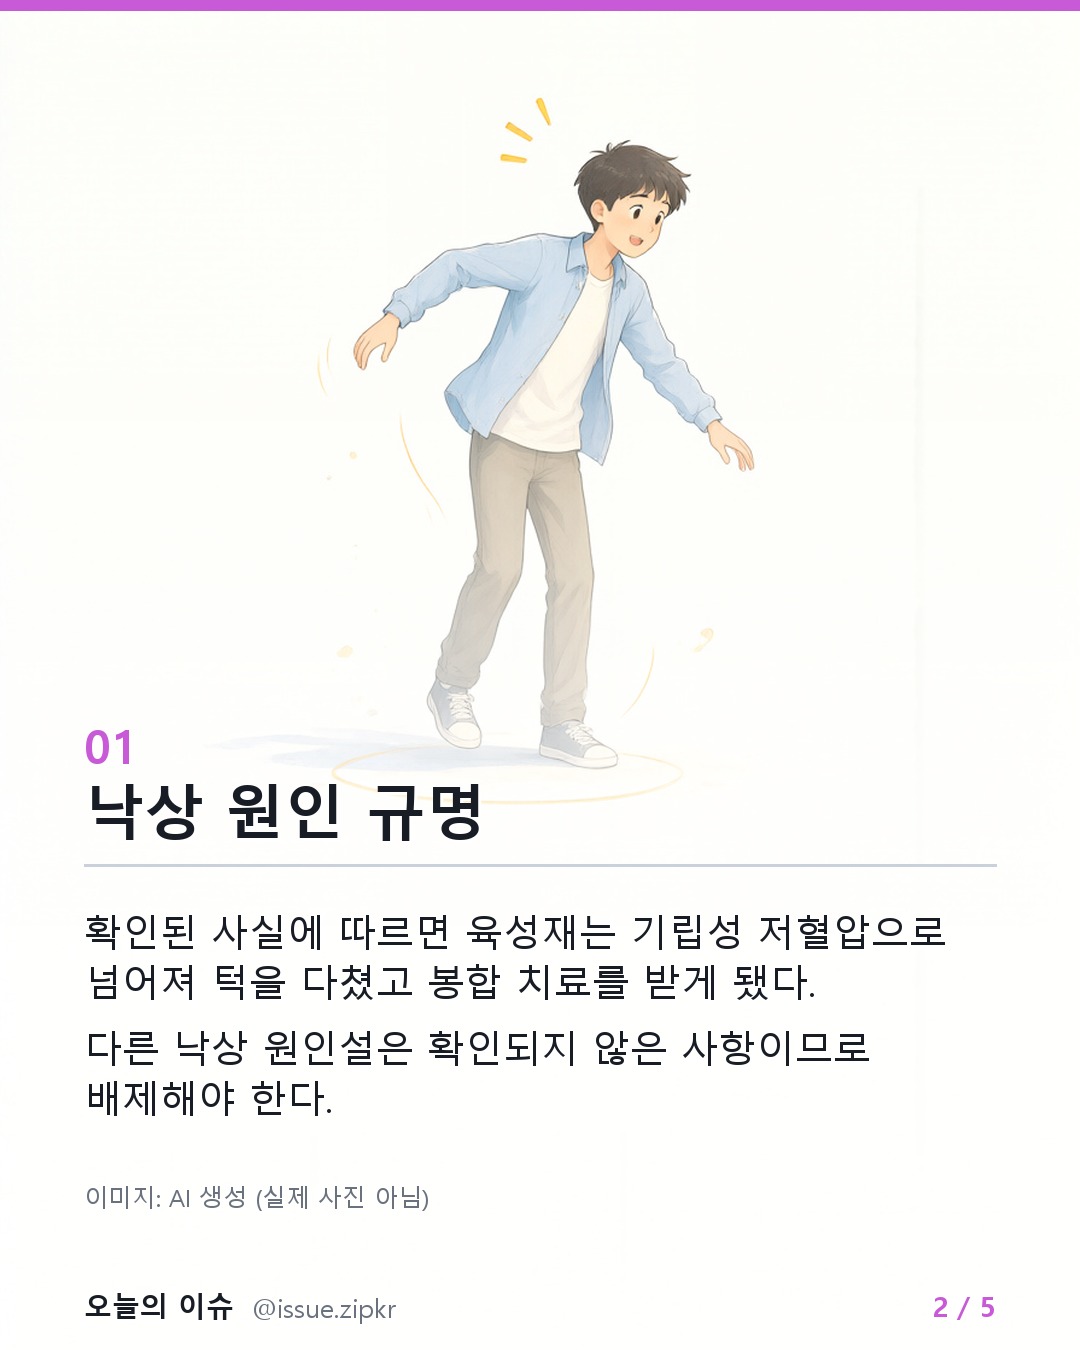 01
낙상 원인 규명
확인된 사실에 따르면 육성재는 기립성 저혈압으로
넘어져 턱을 다쳤고 봉합 치료를 받게 됐다.
다른 낙상 원인설은 확인되지 않은 사항이므로
배제해야 한다.
이미지: AI 생성 (실제 사진 아님)
오늘의 이슈 @issue.zipkr 2 / 5